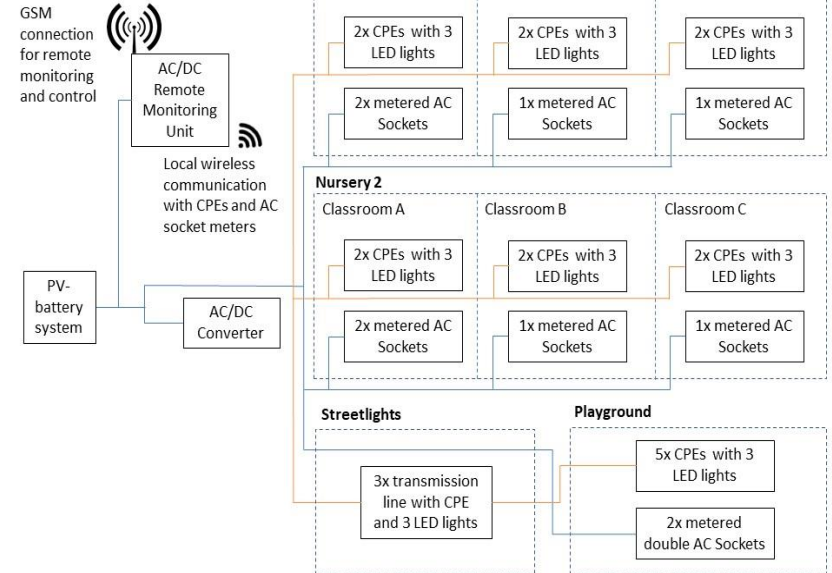 GSM
connection
for remote
monitoring
and control
AC/DC
Remote
Monitoring
Unit
Local wireless
communication
with CPEs and AC
socket meters
PV-
battery
system
AC/DC
Converter
2x CPEs with 3
LED lights
2x CPEs with 3
LED lights
2x CPEs with 3
LED lights
2x metered AC
Sockets
1x metered AC
Sockets
1x metered AC
Sockets
Nursery 2
Classroom A
Classroom B
Classroom C
2x CPEs with 3
LED lights
2x CPEs with 3
LED lights
2x CPEs with 3
LED lights
2x metered AC
Sockets
1x metered AC
Sockets
1x metered AC
Sockets
Streetlights
3x transmission
line with CPE
and 3 LED lights
Playground
5x CPEs with 3
LED lights
2x metered
double AC Sockets